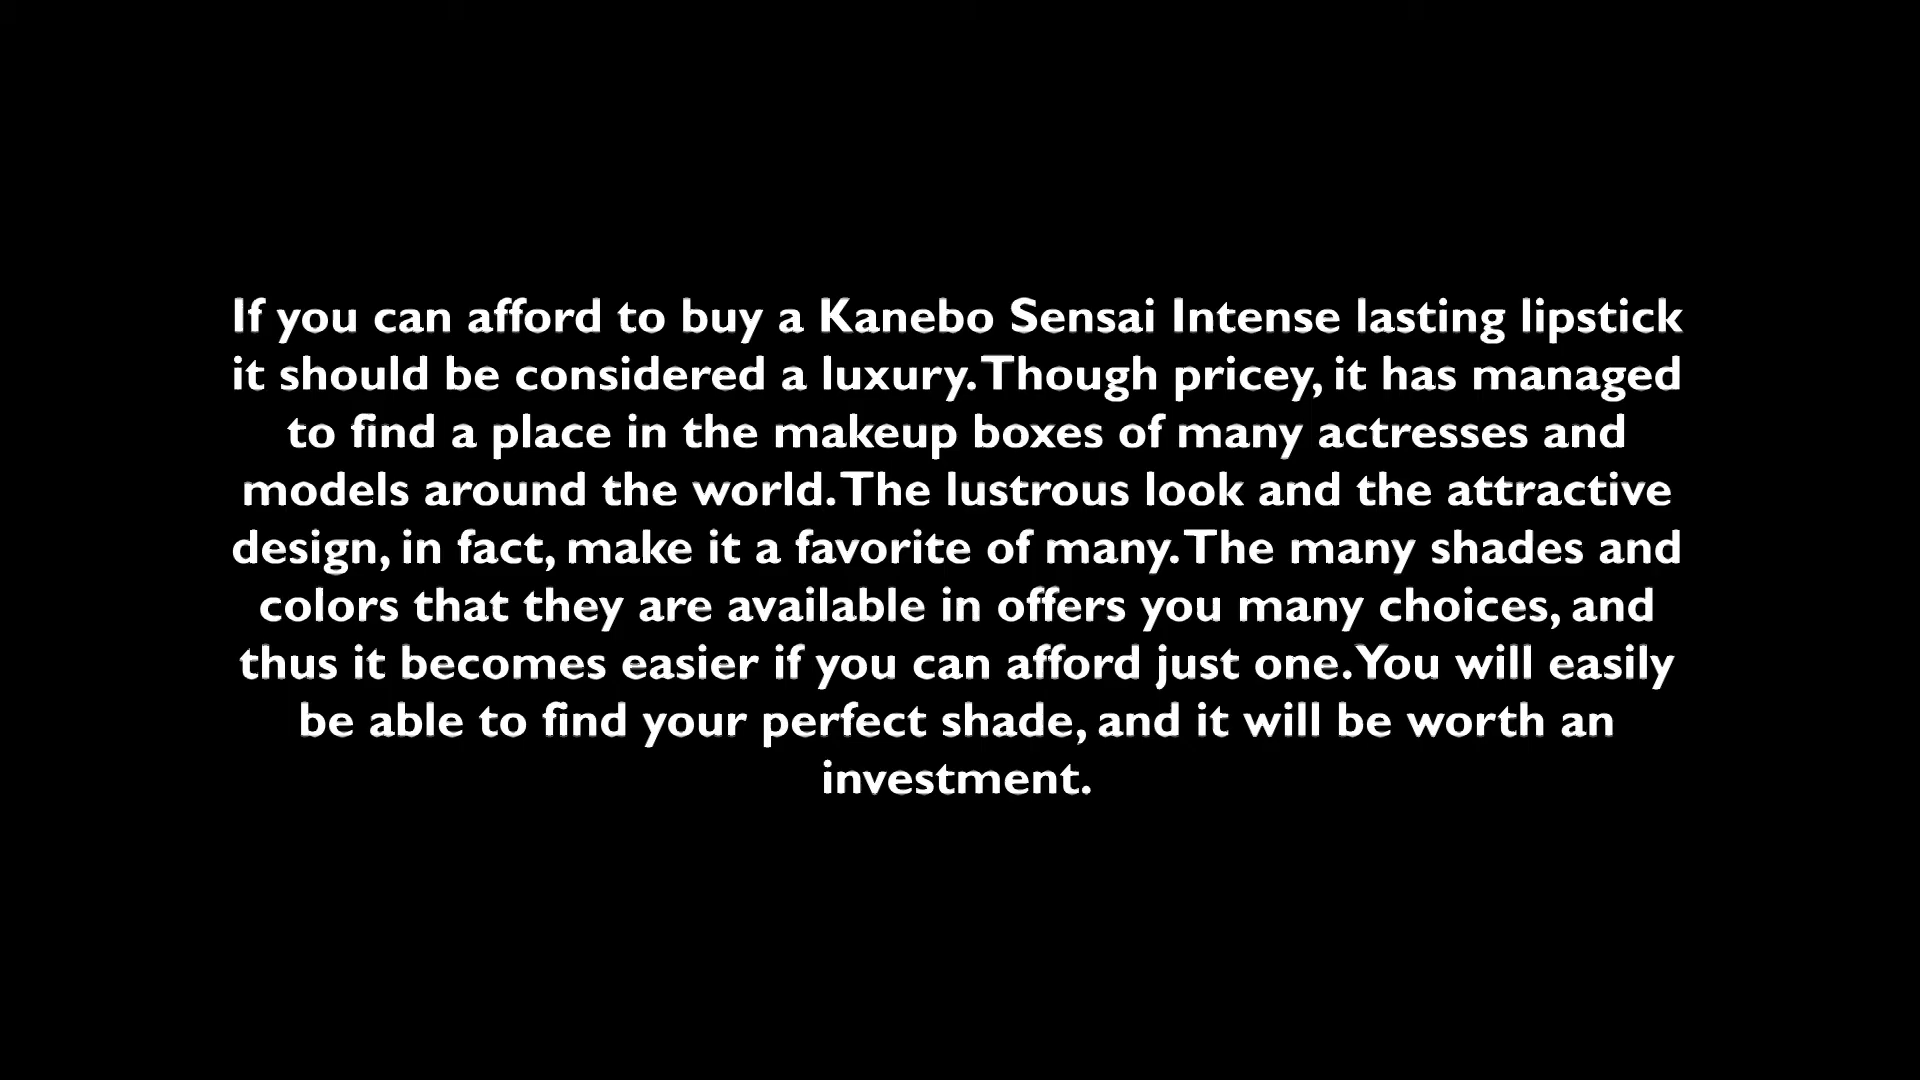 If you can afford to buy a Kanebo Sensai Intense lasting lipstick
it should be considered a luxury. Though pricey, it has managed
to find a place in the makeup boxes of many actresses and
models around the world. The lustrous look and the attractive
design, in fact, make it a favorite of many. The many shades and
colors that they are available in offers you many choices, and
thus it becomes easier if you can afford just one. You will easily
be able to find your perfect shade, and it will be worth an
investment.